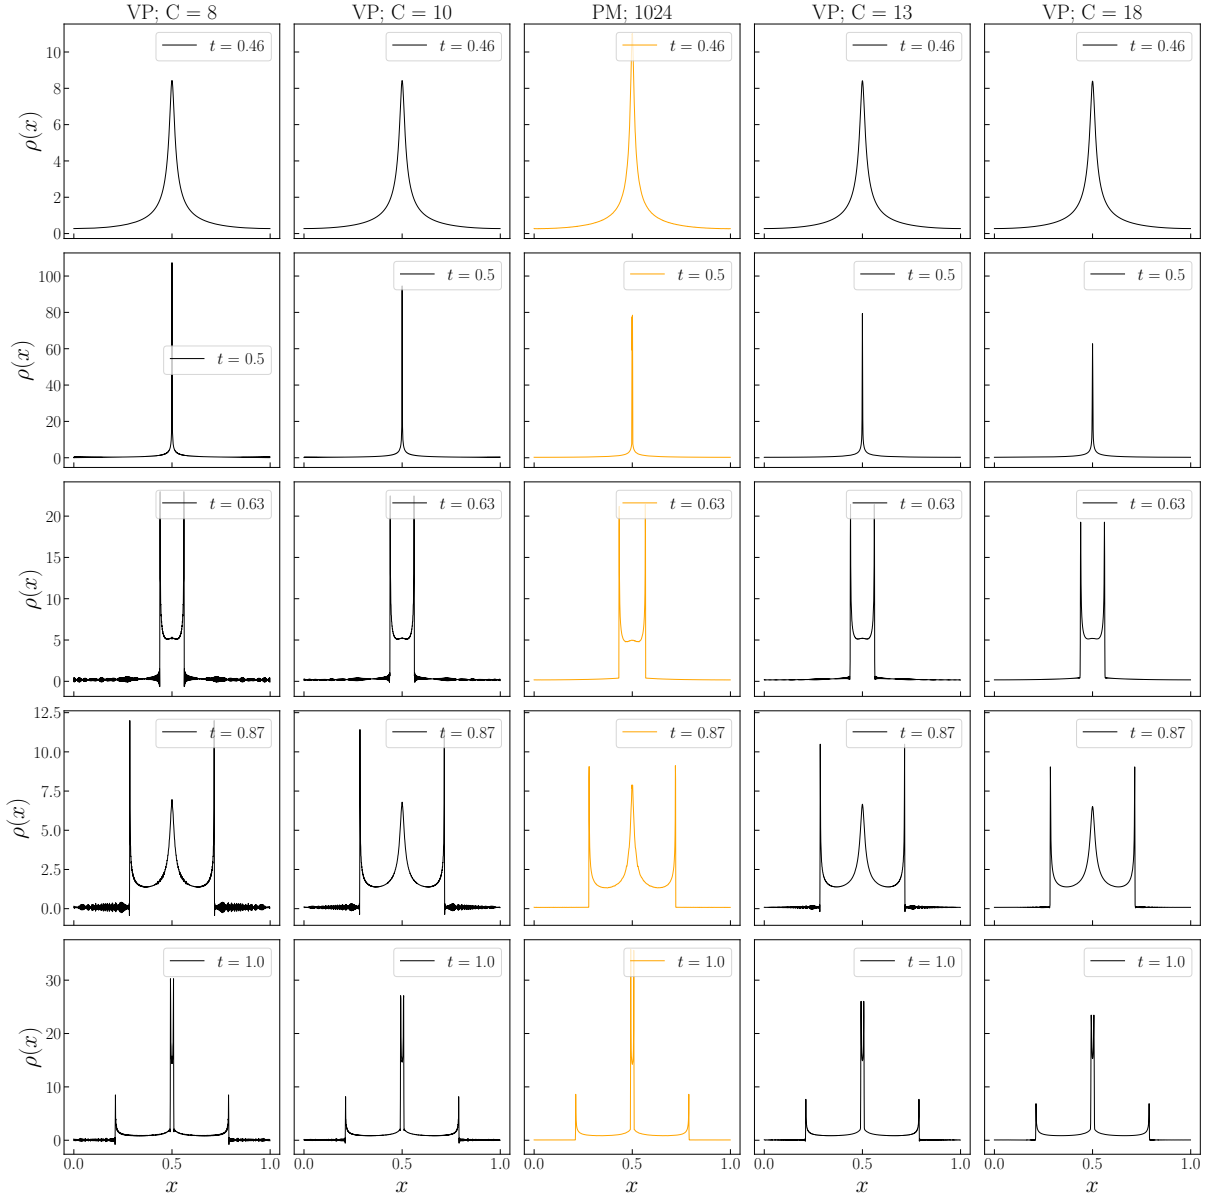 VP; C = 8
VP; C = 10
PM; 1024
VP; C = 13
VP; C = 18
ρ(x)
10
8
6
4
2
0
t = 0.46
t = 0.46
t = 0.46
t = 0.46
t = 0.46
ρ(x)
100
80
60
40
20
0
t = 0.5
t = 0.5
t = 0.5
t = 0.5
t = 0.5
ρ(x)
20
15
10
5
0
t = 0.63
t = 0.63
t = 0.63
t = 0.63
t = 0.63
ρ(x)
12.5
10.0
7.5
5.0
2.5
0.0
t = 0.87
t = 0.87
t = 0.87
t = 0.87
t = 0.87
ρ(x)
30
20
10
0
t = 1.0
t = 1.0
t = 1.0
t = 1.0
t = 1.0
0.0 0.5 1.0
0.0 0.5 1.0
0.0 0.5 1.0
0.0 0.5 1.0
0.0 0.5 1.0
x
x
x
x
x